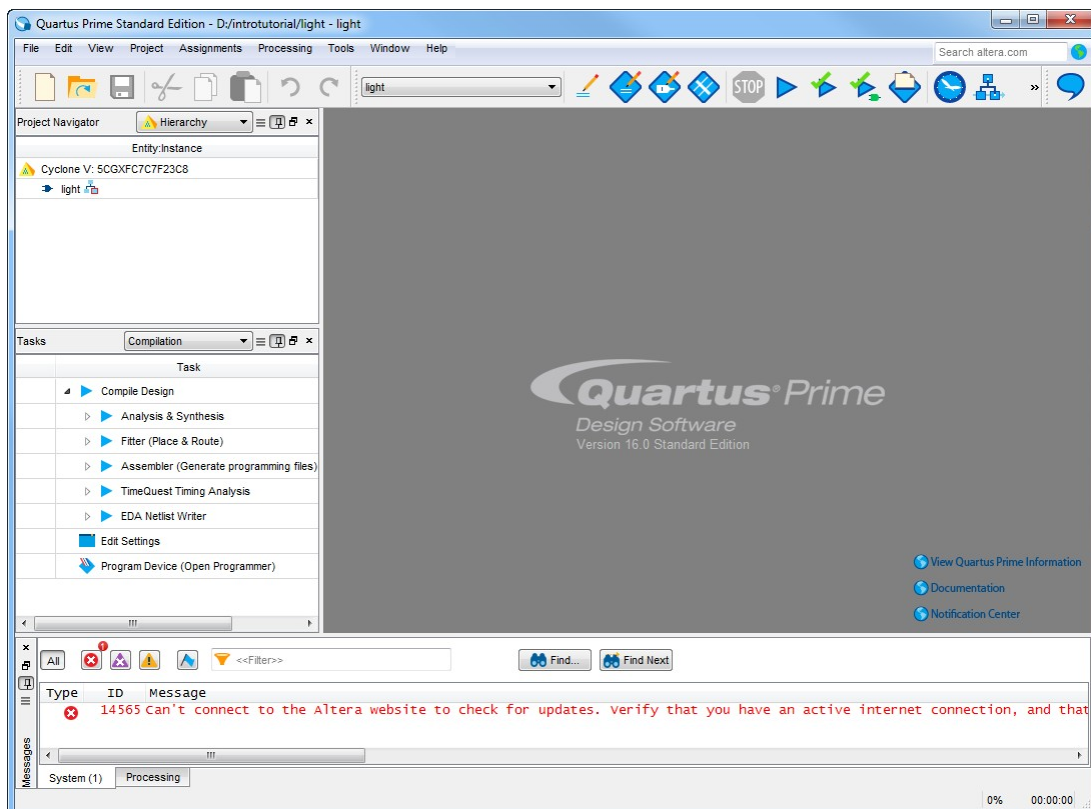 Quartus Prime Standard Edition - D:/introtutorial/light - light
File Edit View Project Assignments Processing Tools Window Help
Search altera.com
light
STOP
»
Project Navigator
Hierarchy
Entity:Instance
Cyclone V: 5CGXFC7C7F23C8
light
Tasks
Compilation
Task
Compile Design
Analysis & Synthesis
Fitter (Place & Route)
Assembler (Generate programming files)
TimeQuest Timing Analysis
EDA Netlist Writer
Edit Settings
Program Device (Open Programmer)
Quartus® Prime
Design Software
Version 16.0 Standard Edition
View Quartus Prime Information
Documentation
Notification Center
All
1
<<Filter>>
Find...
Find Next
Type ID Message
14565 Can't connect to the Altera website to check for updates. Verify that you have an active internet connection, and that
Messages
System (1) Processing
0% 00:00:00